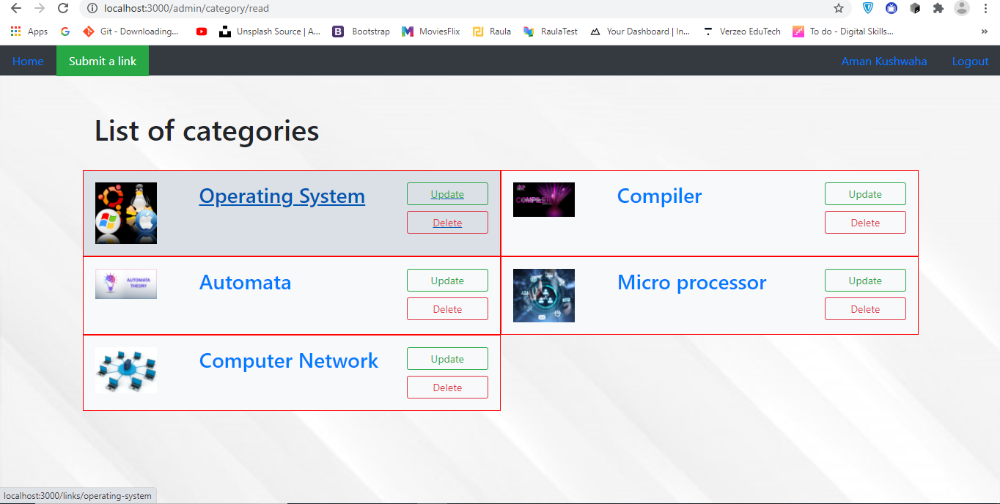 localhost:3000/admin/category/read
Apps
Git - Downloading...
Unsplash Source | A...
Bootstrap
MoviesFlix
Raula
RaulaTest
Your Dashboard | In...
Verzeo EduTech
To do - Digital Skills...
»
Home
Submit a link
Aman Kushwaha
Logout
List of categories
Operating System
Update
Delete
COMPILER
Compiler
Update
Delete
AUTOMATA
THEORY
Automata
Update
Delete
Micro processor
Update
Delete
Computer Network
Update
Delete
localhost:3000/links/operating-system